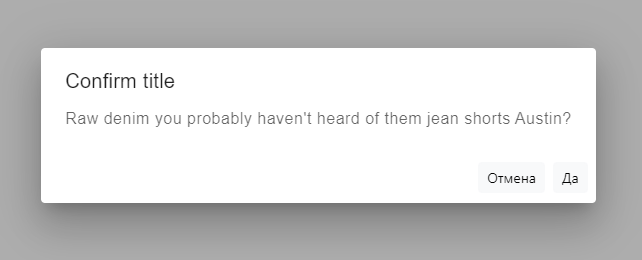 Confirm title
Raw denim you probably haven't heard of them jean shorts Austin?
Отмена Да